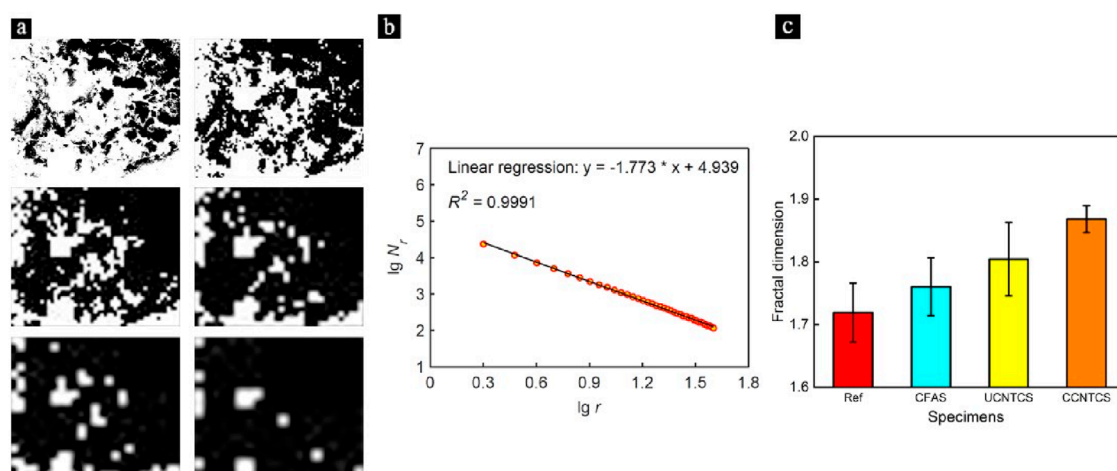 a
b
7
6
5
4
3
2
1
lg Nr
Linear regression: y = -1.773 * x + 4.939
R² = 0.9991
0
0.3
0.6
0.9
1.2
1.5
1.8
lg r
c
2.0
1.9
1.8
1.7
1.6
Fractal dimension
Ref
CFAS
UCNTCS
CCNTCS
Specimens